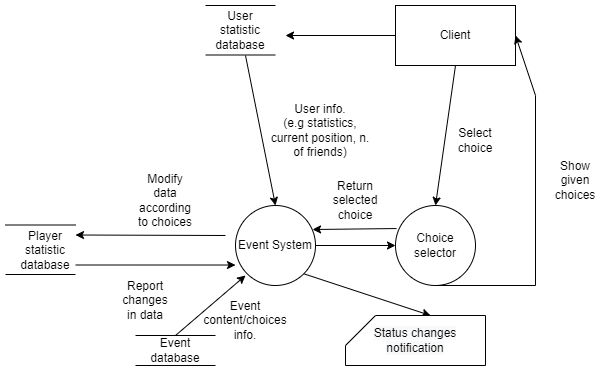 User
statistic
database
Client
User info.
(e.g statistics,
current position, n.
of friends)
Select
choice
Show
given
choices
Modify
data
according
to choices
Return
selected
choice
Player
statistic
database
Event System
Choice
selector
Report
changes
in data
Event
content/choices
info.
Event
database
Status changes
notification